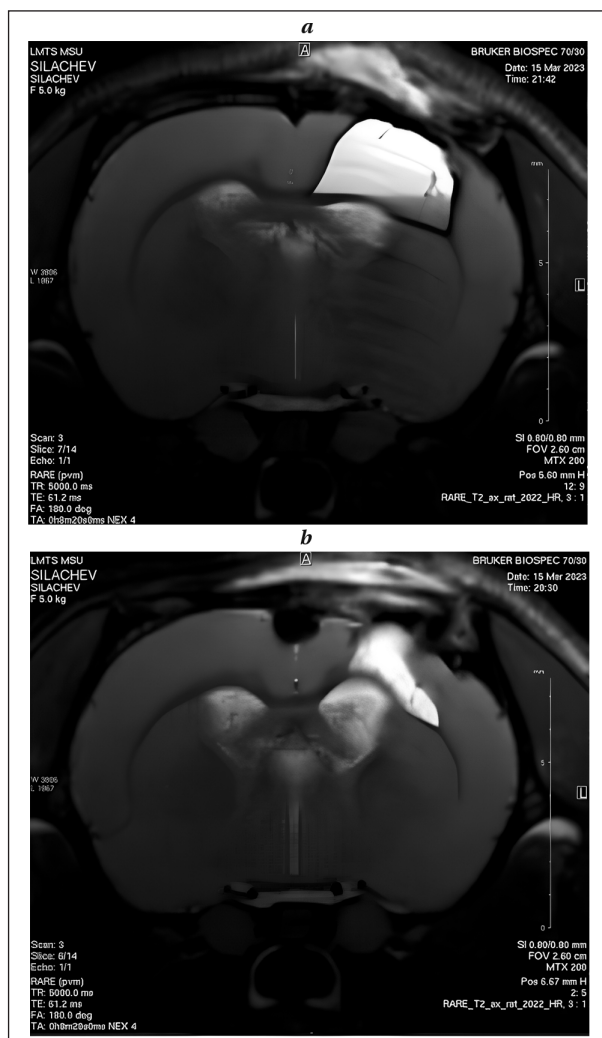 a
LMTS MSU
SILACHEV
SILACHEV
F 5.0 kg
A
BRUKER BIOSPEC 70/30
Date: 15 Mar 2023
Time: 21:42
mm
5
0
W 3806
L 1867
L
Scan: 3
Slice: 7/14
Echo: 1/1
RARE (pvm)
TR: 5000.0 ms
TE: 61.2 ms
FA: 180.0 deg
TA: 0h8m20s0ms NEX 4
SI 0.80/0.80 mm
FOV 2.60 cm
MTX 200
Pos 5.60 mm H
12: 9
RARE_T2_ax_rat_2022_HR, 3 : 1
b
LMTS MSU
SILACHEV
SILACHEV
F 5.0 kg
A
BRUKER BIOSPEC 70/30
Date: 15 Mar 2023
Time: 20:30
5
0
W 3806
L 1867
L
Scan: 3
Slice: 6/14
Echo: 1/1
RARE (pvm)
TR: 5000.0 ms
TE: 61.2 ms
FA: 180.0 deg
TA: 0h8m20s0ms NEX 4
SI 0.80/0.80 mm
FOV 2.60 cm
MTX 200
Pos 6.67 mm H
2: 5
RARE_T2_ax_rat_2022_HR, 3 : 1